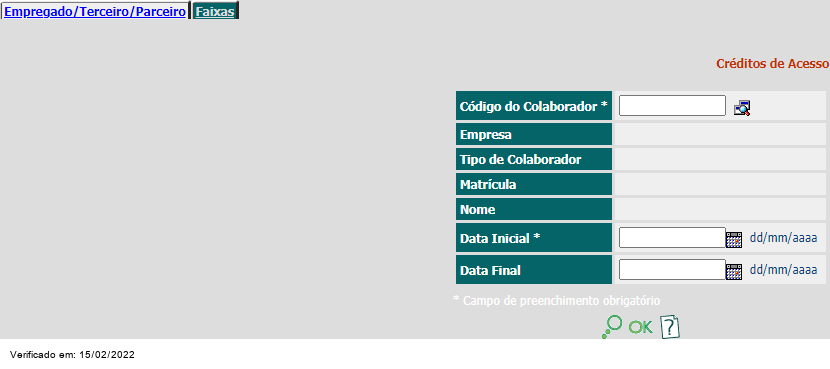 Empregado/Terceiro/Parceiro Faixas
Créditos de Acesso
Código do Colaborador *
Empresa
Tipo de Colaborador
Matrícula
Nome
Data Inicial * dd/mm/aaaa
Data Final dd/mm/aaaa
* Campo de preenchimento obrigatório
OK ?
Verificado em: 15/02/2022